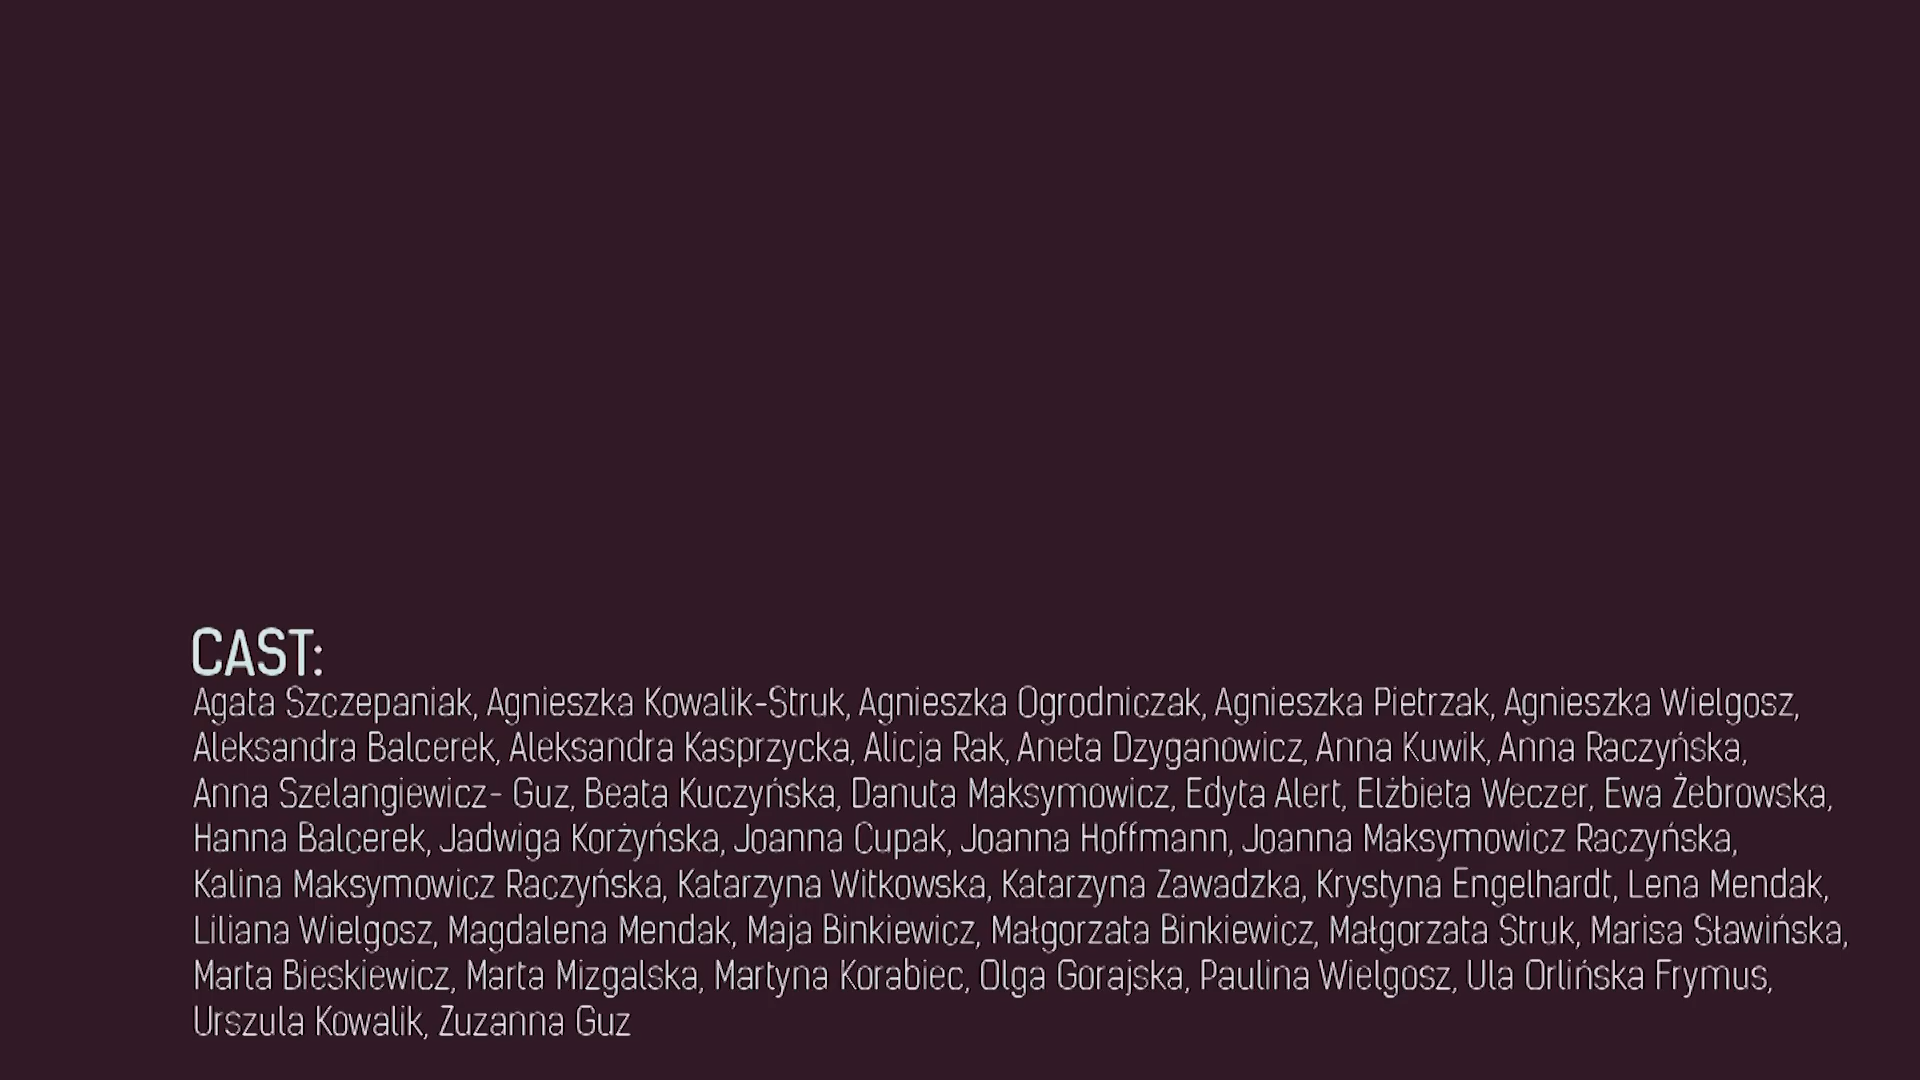 CAST:
Agata Szczepaniak, Agnieszka Kowalik-Struk, Agnieszka Ogrodniczak, Agnieszka Pietrzak, Agnieszka Wielgosz,
Aleksandra Balcerek, Aleksandra Kasprzycka, Alicja Rak, Aneta Dzyganowicz, Anna Kuwik, Anna Raczyńska,
Anna Szelangiewicz- Guz, Beata Kuczyńska, Danuta Maksymowicz, Edyta Alert, Elżbieta Weczer, Ewa Żebrowska,
Hanna Balcerek, Jadwiga Korżyńska, Joanna Cupak, Joanna Hoffmann, Joanna Maksymowicz Raczyńska,
Kalina Maksymowicz Raczyńska, Katarzyna Witkowska, Katarzyna Zawadzka, Krystyna Engelhardt, Lena Mendak,
Liliana Wielgosz, Magdalena Mendak, Maja Binkiewicz, Małgorzata Binkiewicz, Małgorzata Struk, Marisa Sławińska,
Marta Bieskiewicz, Marta Mizgalska, Martyna Korabiec, Olga Gorajska, Paulina Wielgosz, Ula Orlińska Frymus,
Urszula Kowalik, Zuzanna Guz